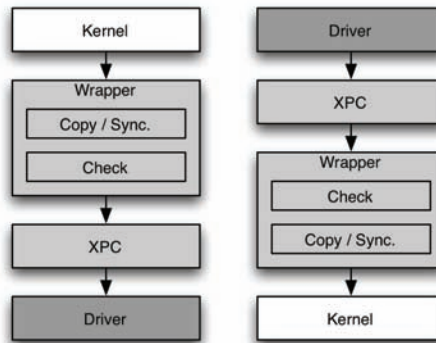 Kernel
Wrapper
Copy / Sync.
Check
XPC
Driver
Driver
XPC
Wrapper
Check
Copy / Sync.
Kernel